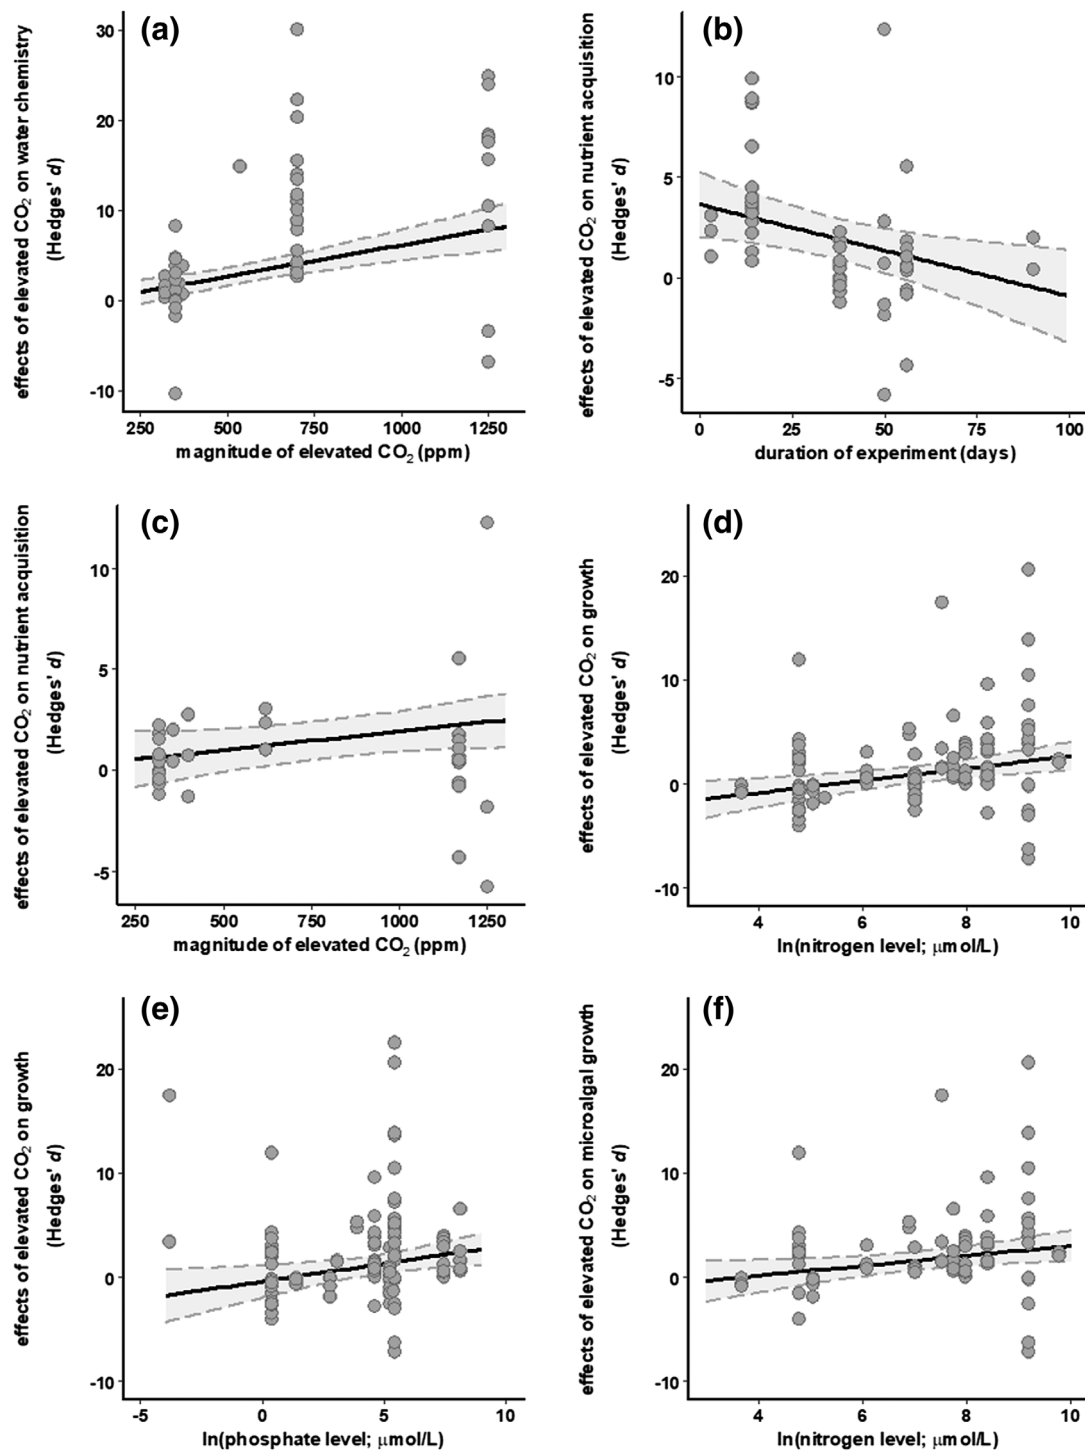 (a)
effects of elevated CO2 on water chemistry
(Hedges' d)
30
20
10
0
-10
250 500 750 1000 1250
magnitude of elevated CO2 (ppm)
(b)
effects of elevated CO2 on nutrient acquisition
(Hedges' d)
10
5
0
-5
0 25 50 75 100
duration of experiment (days)
(c)
effects of elevated CO2 on nutrient acquisition
(Hedges' d)
10
5
0
-5
250 500 750 1000 1250
magnitude of elevated CO2 (ppm)
(d)
effects of elevated CO2 on growth
(Hedges' d)
20
10
0
-10
4 6 8 10
ln(nitrogen level; μmol/L)
(e)
effects of elevated CO2 on growth
(Hedges' d)
20
10
0
-10
-5 0 5 10
ln(phosphate level; μmol/L)
(f)
effects of elevated CO2 on microalgal growth
(Hedges' d)
20
10
0
-10
4 6 8 10
ln(nitrogen level; μmol/L)